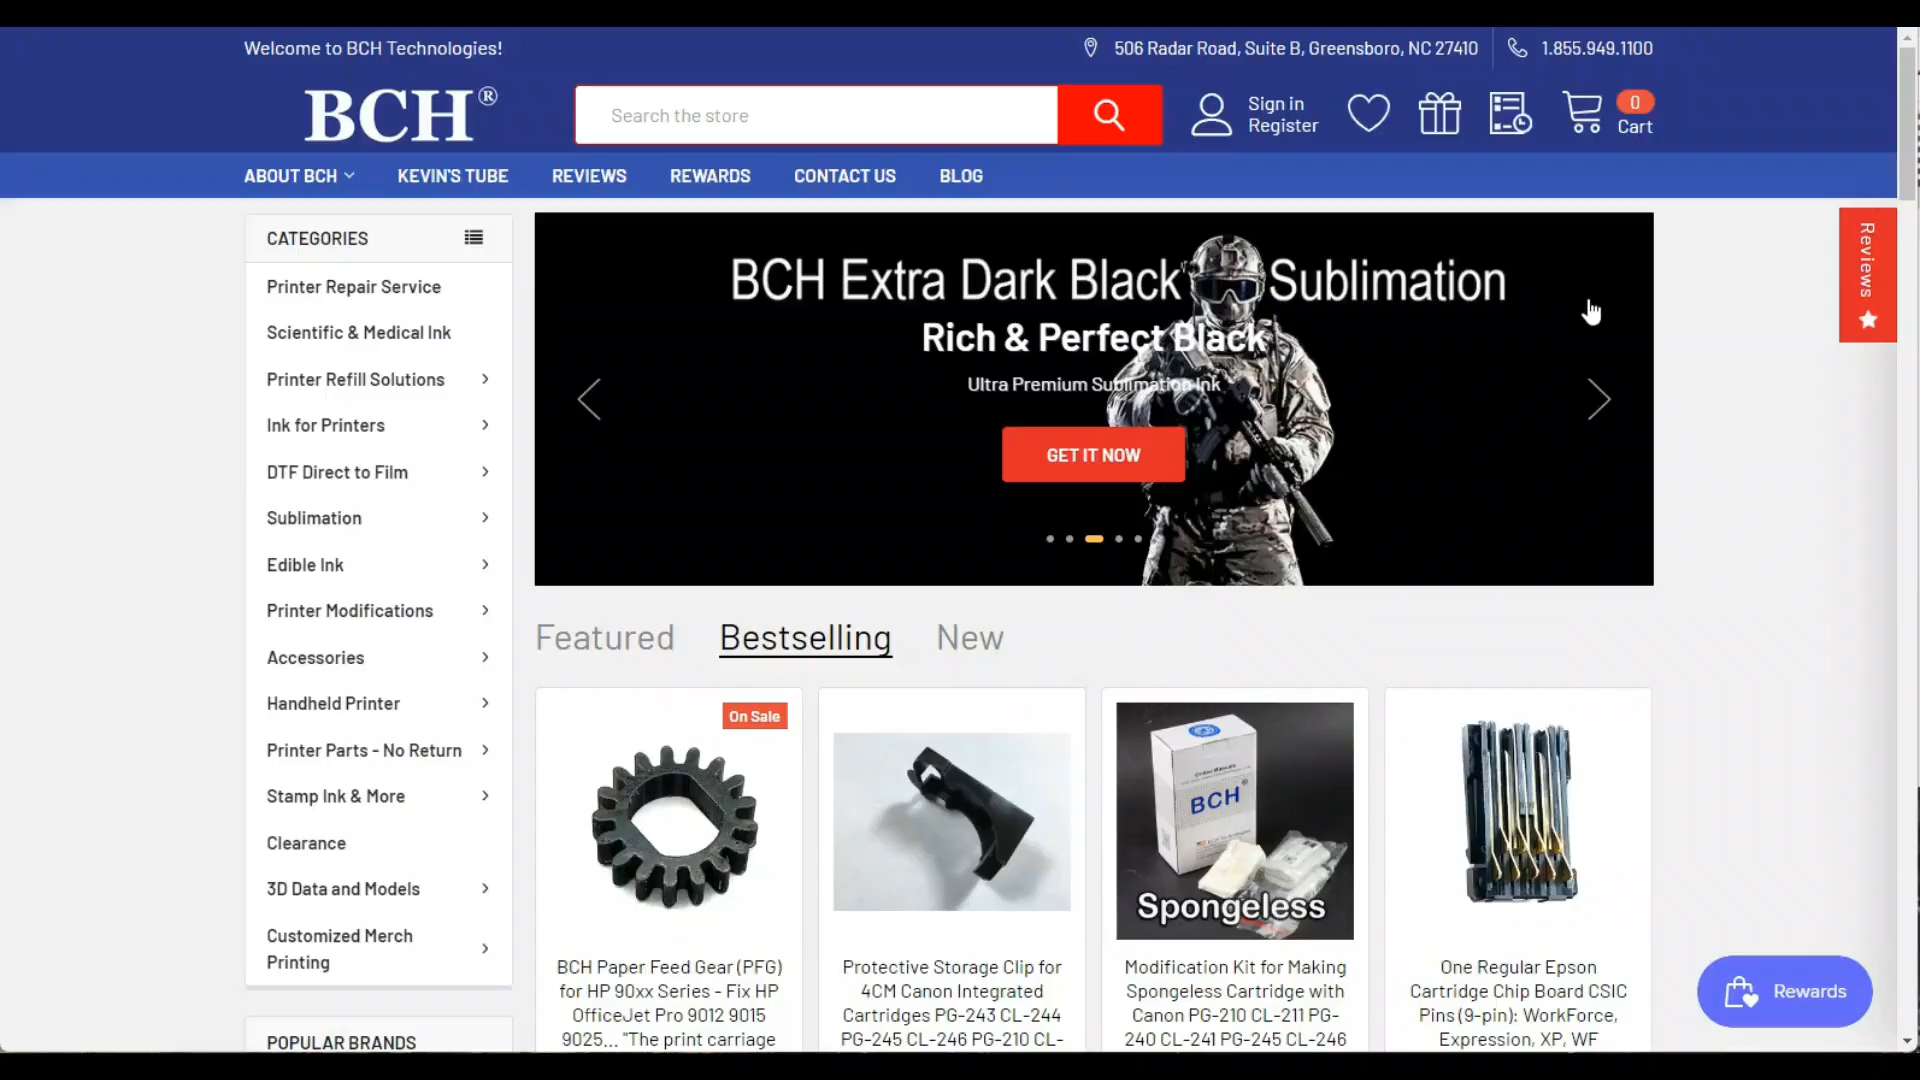 Welcome to BCH Technologies!
506 Radar Road, Suite B, Greensboro, NC 27410
1.855.949.1100
BCH®
Search the store
Sign in
Register
0
Cart
ABOUT BCH
KEVIN'S TUBE
REVIEWS
REWARDS
CONTACT US
BLOG
CATEGORIES
Printer Repair Service
Scientific & Medical Ink
Printer Refill Solutions
Ink for Printers
DTF Direct to Film
Sublimation
Edible Ink
Printer Modifications
Accessories
Handheld Printer
Printer Parts - No Return
Stamp Ink & More
Clearance
3D Data and Models
Customized Merch
Printing
POPULAR BRANDS
BCH Extra Dark Black Sublimation
Rich & Perfect Black
Ultra Premium Sublimation Ink
GET IT NOW
Reviews
Featured
Bestselling
New
On Sale
BCH Paper Feed Gear (PFG)
for HP 90xx Series - Fix HP
OfficeJet Pro 9012 9015
9025... "The print carriage
Protective Storage Clip for
4CM Canon Integrated
Cartridges PG-243 CL-244
PG-245 CL-246 PG-210 CL-
BCH
Spongeless
Modification Kit for Making
Spongeless Cartridge with
Canon PG-210 CL-211 PG-
240 CL-241 PG-245 CL-246
One Regular Epson
Cartridge Chip Board CSIC
Pins (9-pin): WorkForce,
Expression, XP, WF
Rewards